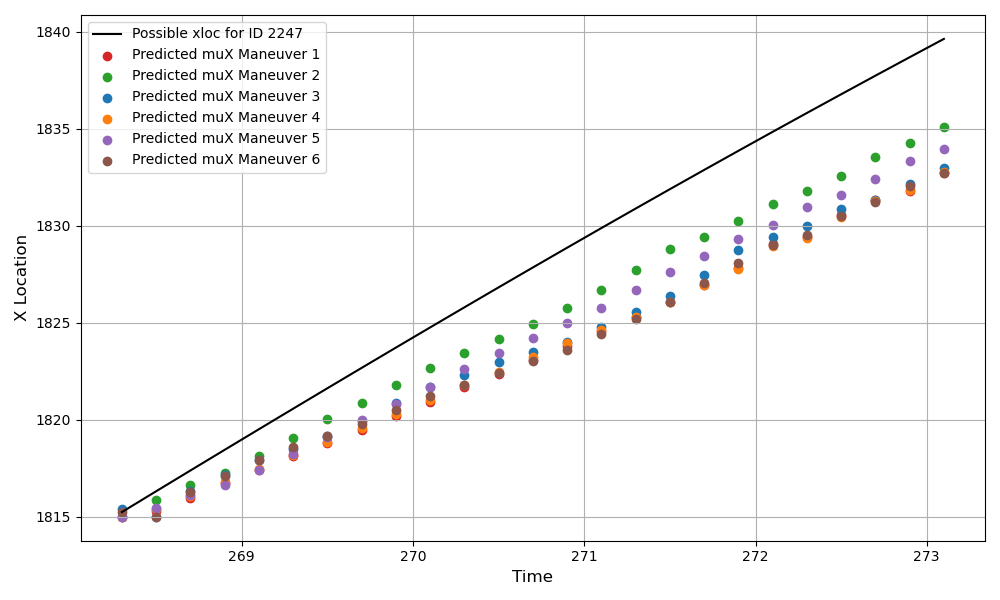 Possible xloc for ID 2247
Predicted muX Maneuver 1
Predicted muX Maneuver 2
Predicted muX Maneuver 3
Predicted muX Maneuver 4
Predicted muX Maneuver 5
Predicted muX Maneuver 6
1840
1835
1830
1825
1820
1815
X Location
269 270 271 272 273
Time